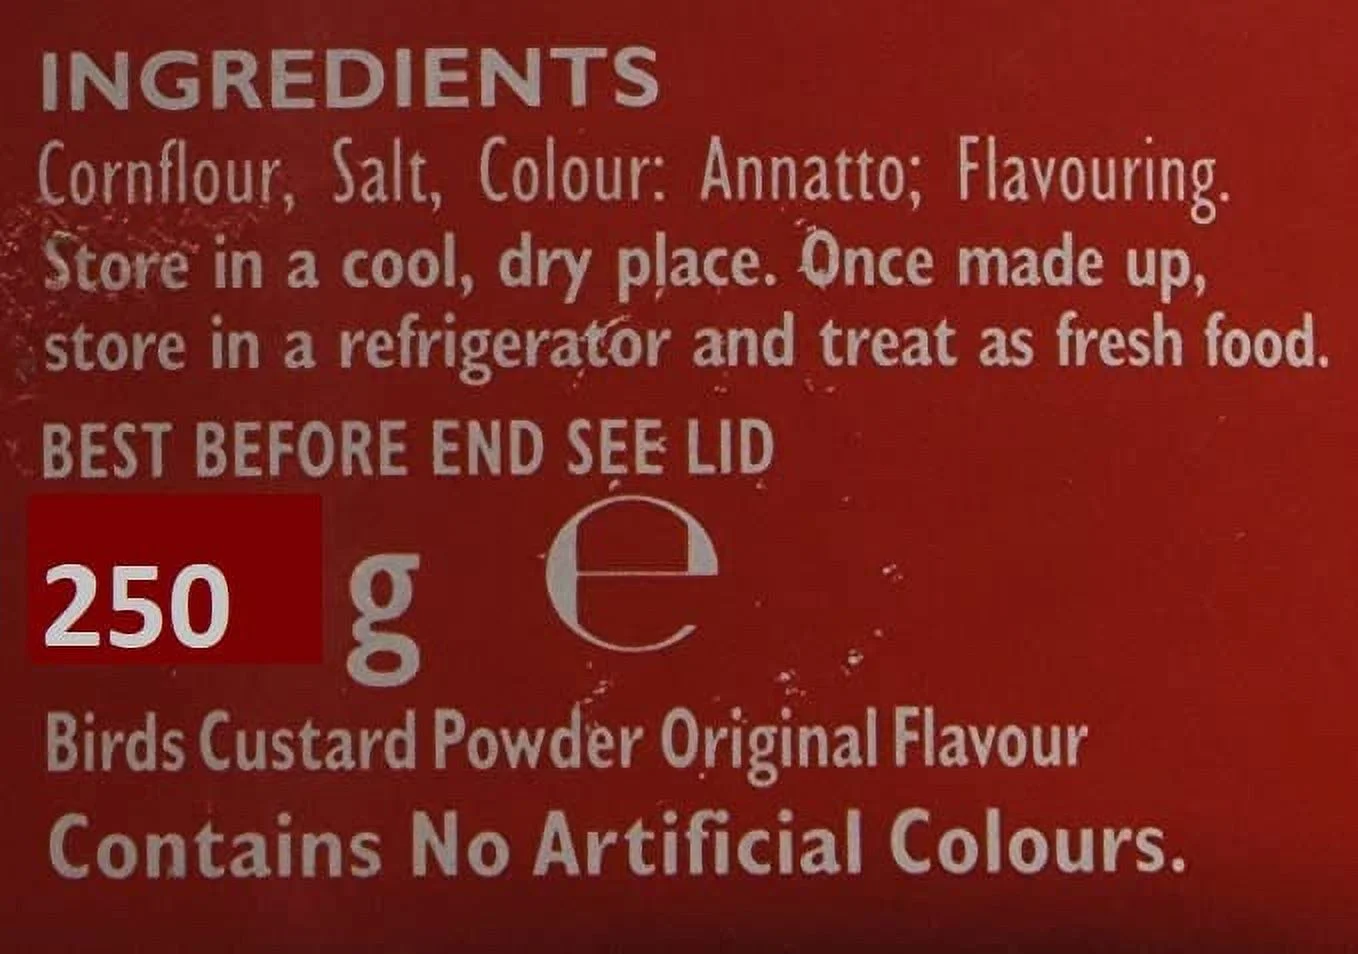 INGREDIENTS
Cornflour, Salt, Colour: Annatto; Flavouring.
Store in a cool, dry place. Once made up,
store in a refrigerator and treat as fresh food.
BEST BEFORE END SEE LID
250 g e
Birds Custard Powder Original Flavour
Contains No Artificial Colours.